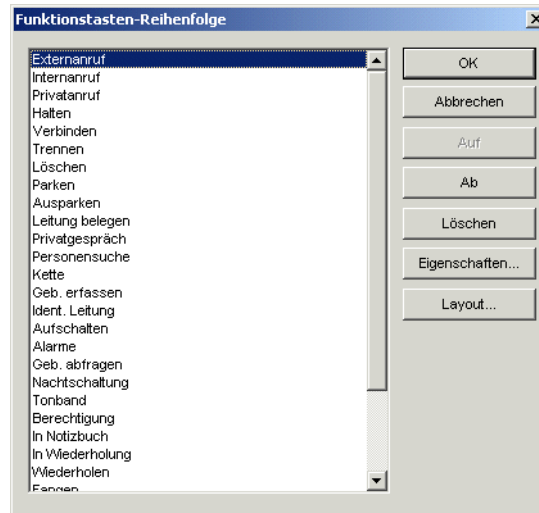 Funktionstasten-Reihenfolge
Externanruf
Internanruf
Privatanruf
Halten
Verbinden
Trennen
Löschen
Parken
Ausparken
Leitung belegen
Privatgespräch
Personensuche
Kette
Geb. erfassen
Ident. Leitung
Aufschalten
Alarme
Geb. abfragen
Nachtschaltung
Tonband
Berechtigung
In Notizbuch
In Wiederholung
Wiederholen
Fangen
OK
Abbrechen
Auf
Ab
Löschen
Eigenschaften...
Layout...